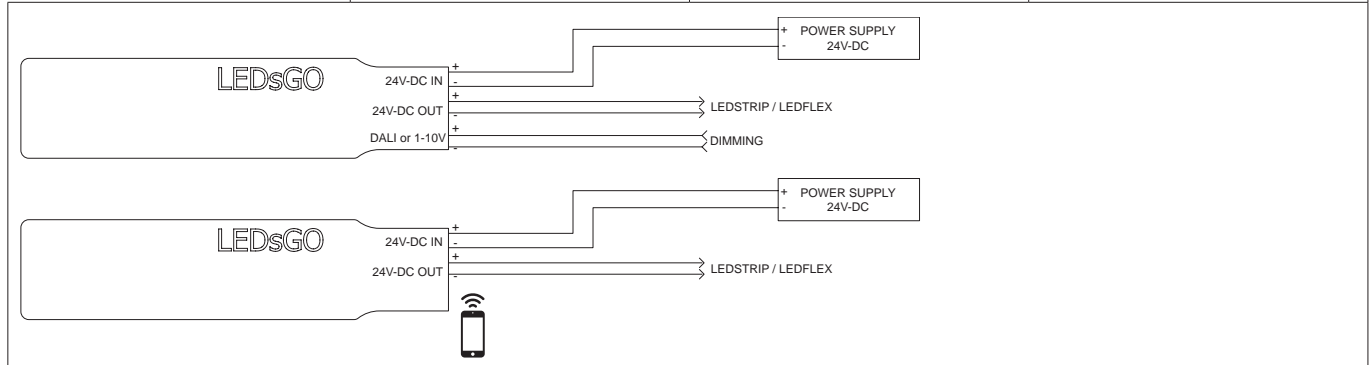 + POWER SUPPLY
- 24V-DC
LEDsGO
24V-DC IN
+
-
24V-DC OUT
+
-
LEDSTRIP / LEDFLEX
DALI or 1-10V
+
-
DIMMING
+ POWER SUPPLY
- 24V-DC
LEDsGO
24V-DC IN
+
-
24V-DC OUT
+
-
LEDSTRIP / LEDFLEX